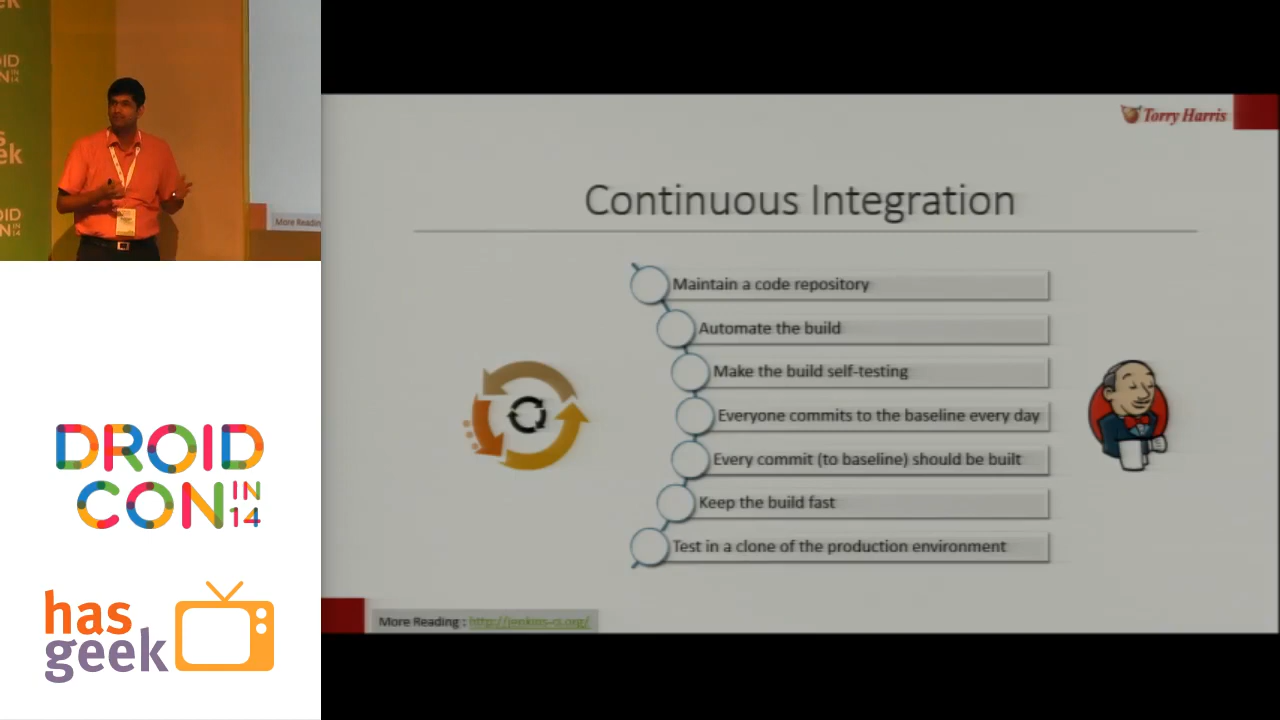 Torry Harris
Continuous Integration
Maintain a code repository
Automate the build
Make the build self-testing
Everyone commits to the baseline every day
Every commit (to baseline) should be built
Keep the build fast
Test in a clone of the production environment
More Reading : http://jenkins-ci.org/
More Reading
DROID
CON IN
14
has
geek